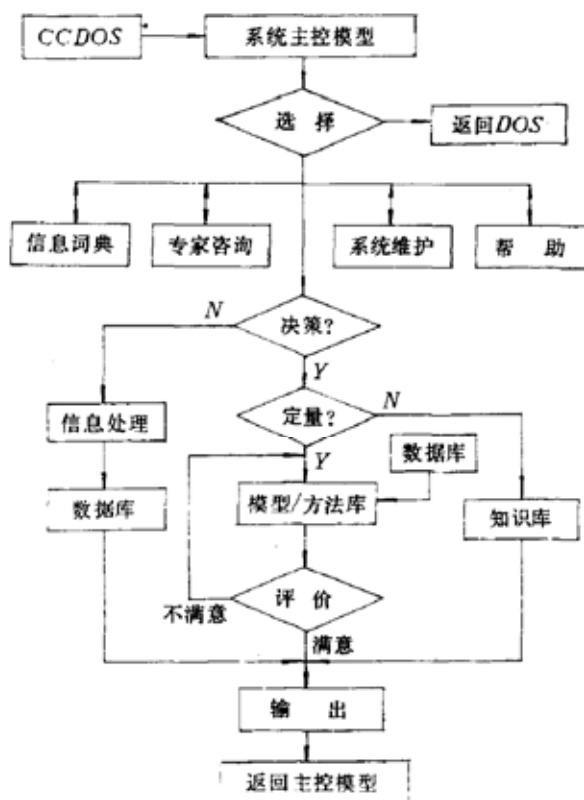 CCDOS
系统主控模型
选 择
返回DOS
信息词典
专家咨询
系统维护
帮 助
N
决策?
Y
信息处理
定量?
N
Y
数据库
数据库
模型/方法库
知识库
评 价
不满意
满意
输 出
返回主控模型